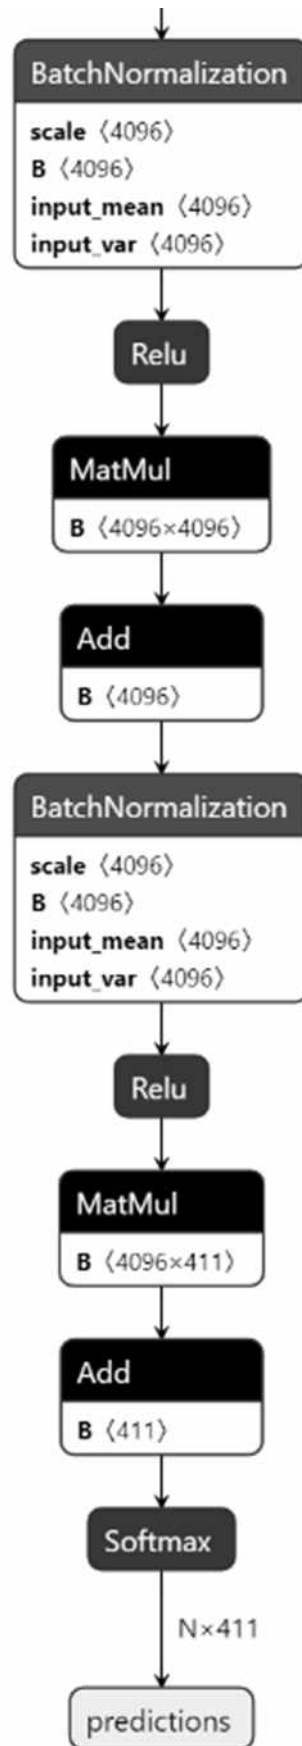 BatchNormalization
scale 〈4096〉
B 〈4096〉
input_mean 〈4096〉
input_var 〈4096〉
Relu
MatMul
B 〈4096×4096〉
Add
B 〈4096〉
BatchNormalization
scale 〈4096〉
B 〈4096〉
input_mean 〈4096〉
input_var 〈4096〉
Relu
MatMul
B 〈4096×411〉
Add
B 〈411〉
Softmax
N×411
predictions